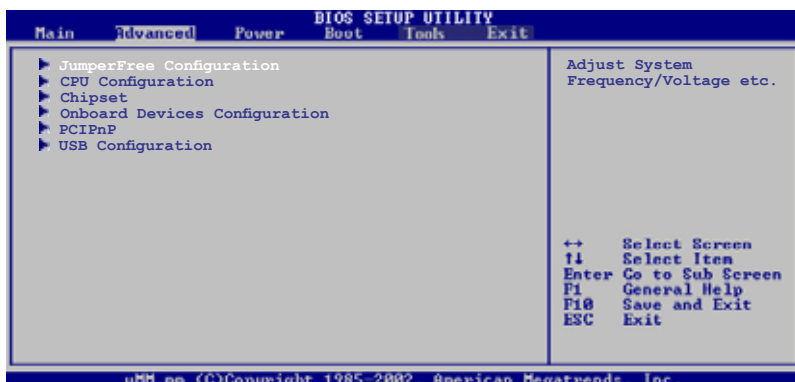 BIOS SETUP UTILITY
Main Advanced Power Boot Tools Exit
JumperFree Configuration
CPU Configuration
Chipset
Onboard Devices Configuration
PCIPnP
USB Configuration
Adjust System
Frequency/Voltage etc.
↔ Select Screen
↑↓ Select Item
Enter Go to Sub Screen
F1 General Help
F10 Save and Exit
ESC Exit
(C)Copyright 1985-2002 American Megatrends Inc